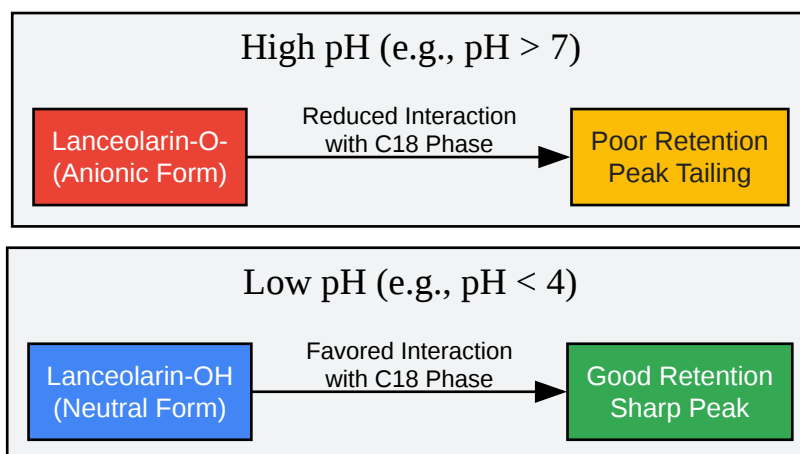 High pH (e.g., pH > 7)
Lanceolarin-O-
(Anionic Form)
Reduced Interaction
with C18 Phase
Poor Retention
Peak Tailing
Low pH (e.g., pH < 4)
Lanceolarin-OH
(Neutral Form)
Favored Interaction
with C18 Phase
Good Retention
Sharp Peak